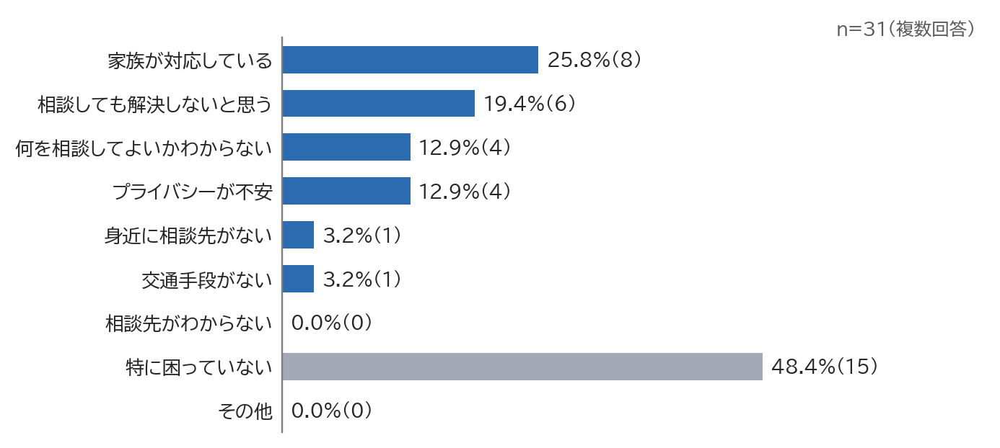 n=31(複数回答)
家族が対応している 25.8%(8)
相談しても解決しないと思う 19.4%(6)
何を相談してよいかわからない 12.9%(4)
プライバシーが不安 12.9%(4)
身近に相談先がない 3.2%(1)
交通手段がない 3.2%(1)
相談先がわからない 0.0%(0)
特に困っていない 48.4%(15)
その他 0.0%(0)